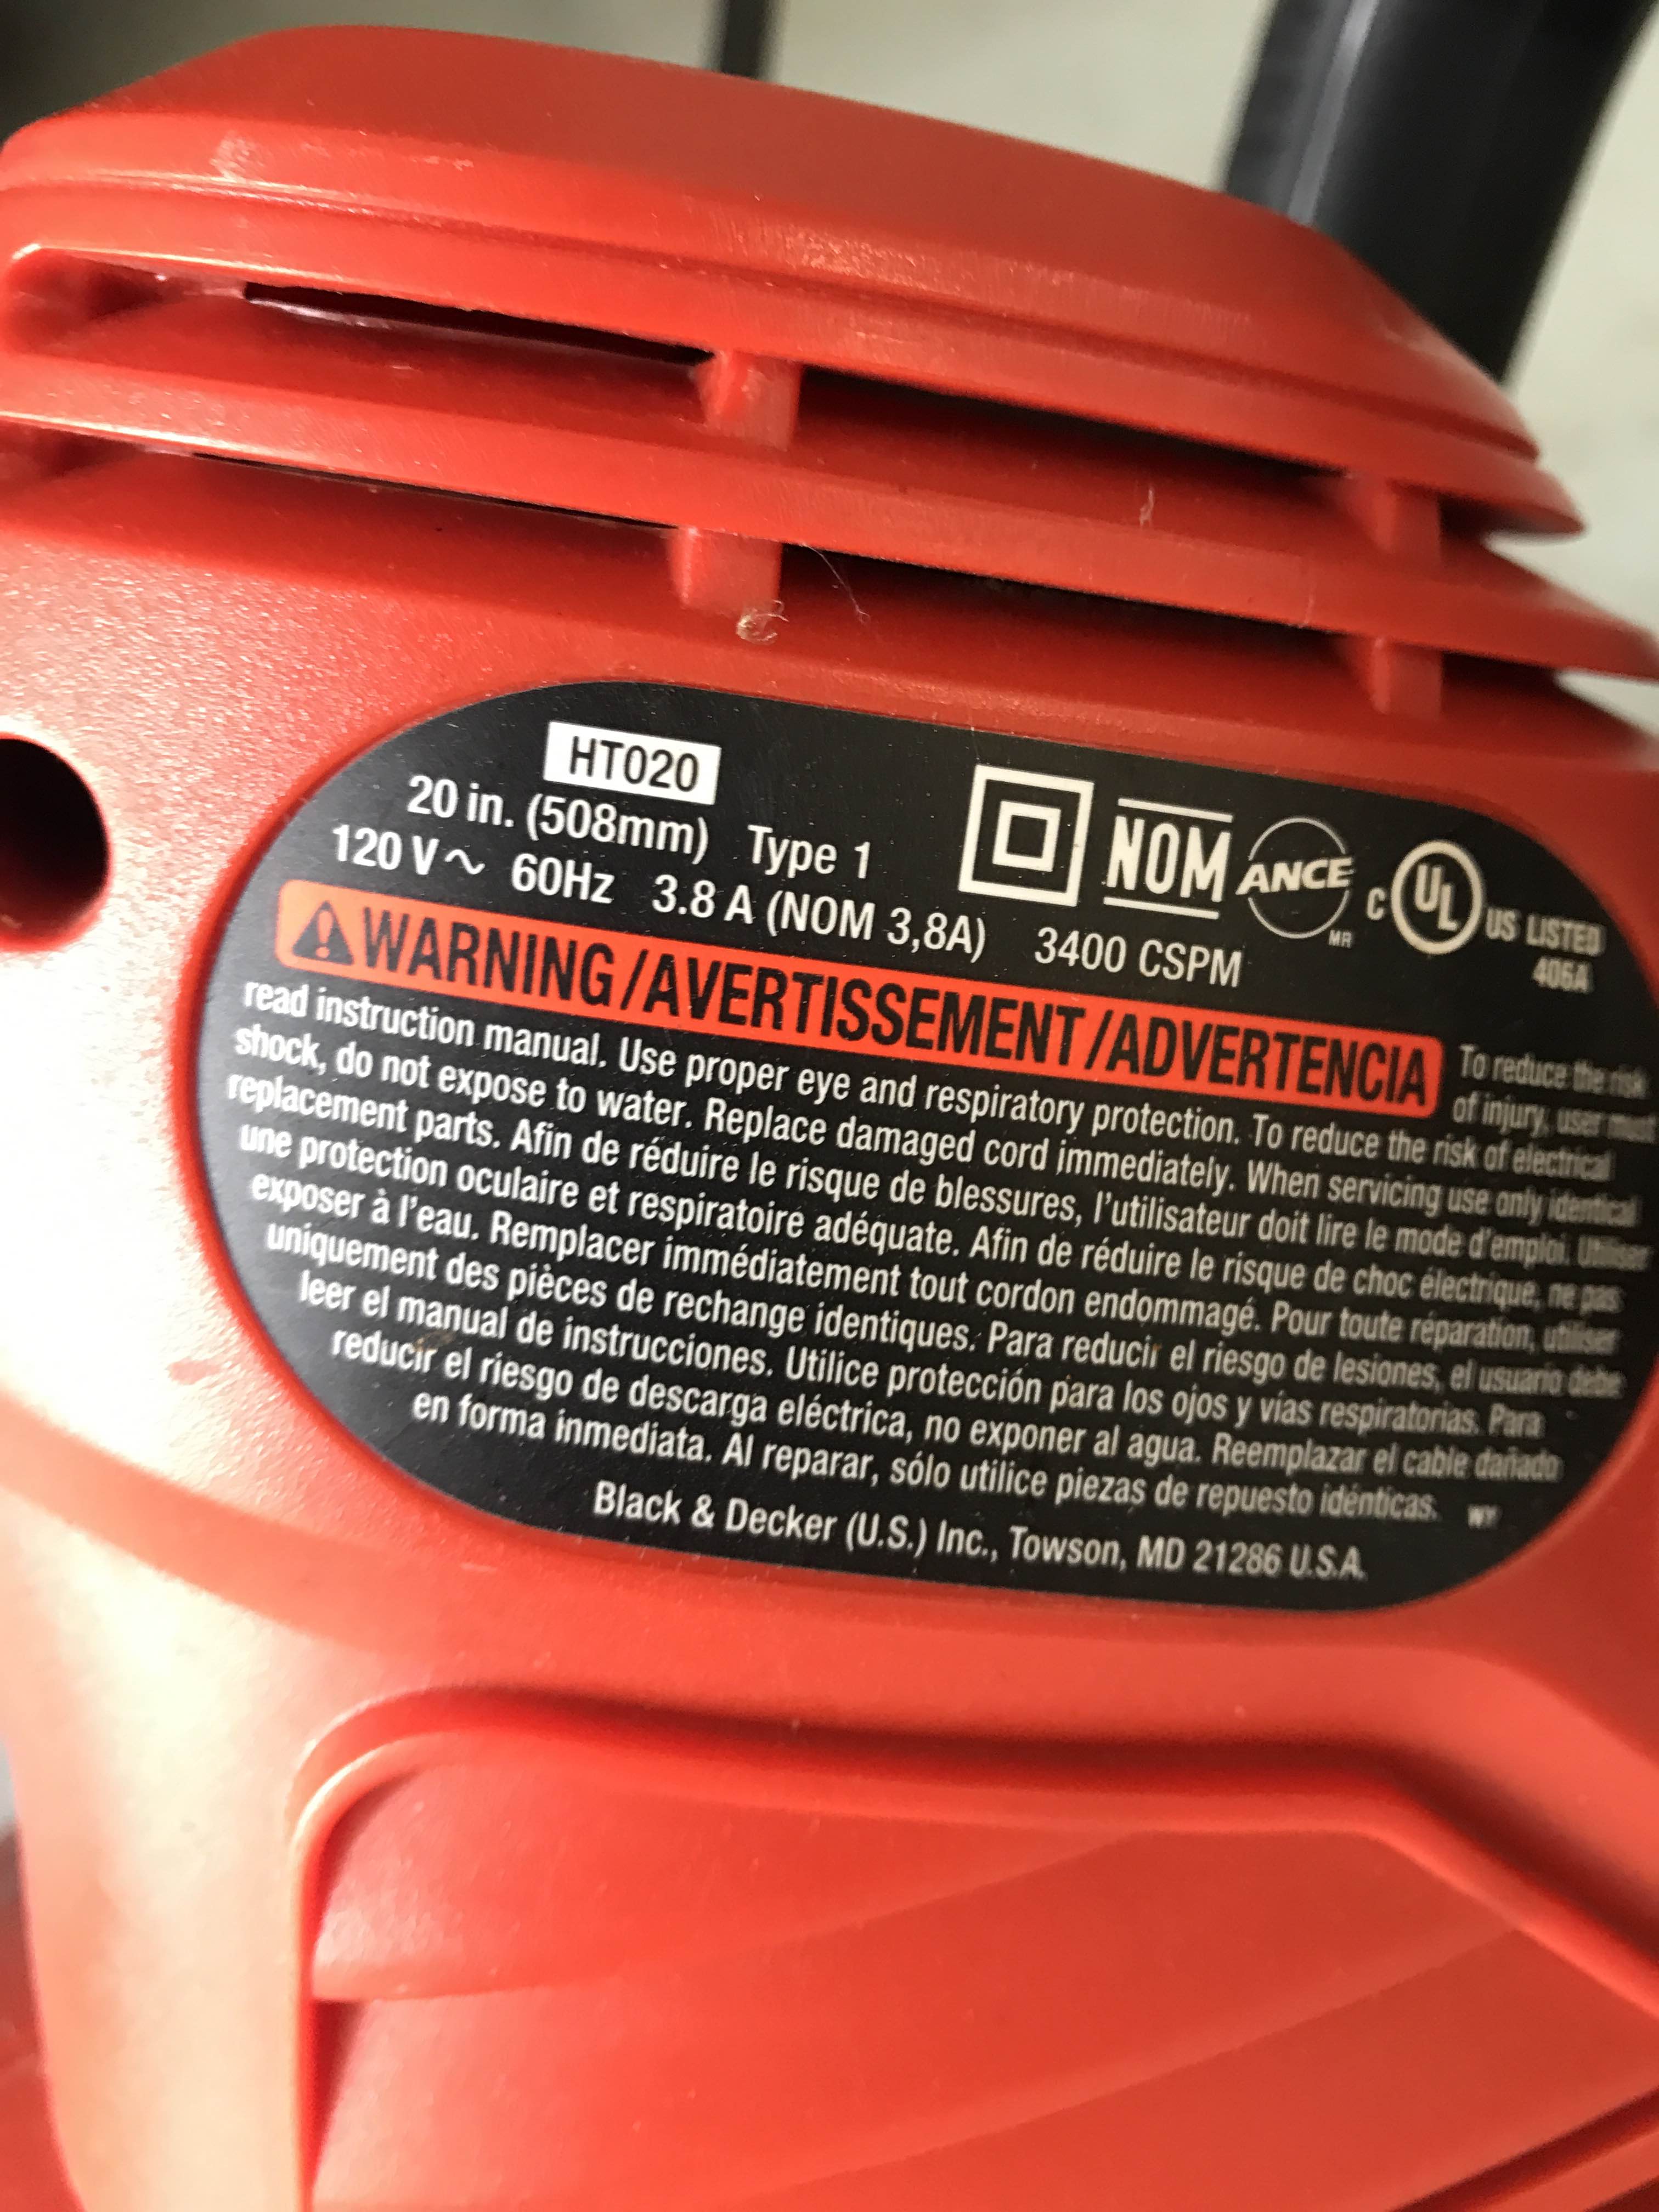 HT020
20 in. (508mm) Type 1
120 V ~ 60Hz 3.8 A (NOM 3,8A) 3400 CSPM
NOM
ANCE
MR
C UL US LISTED
406A
WARNING/AVERTISSEMENT/ADVERTENCIA To reduce the risk
of injury, user must
read instruction manual. Use proper eye and respiratory protection. To reduce the risk of electrical
shock, do not expose to water. Replace damaged cord immediately. When servicing use only identical
replacement parts. Afin de réduire le risque de blessures, l'utilisateur doit lire le mode d'emploi. Utiliser
une protection oculaire et respiratoire adéquate. Afin de réduire le risque de choc électrique, ne pas
exposer à l'eau. Remplacer immédiatement tout cordon endommagé. Pour toute réparation, utiliser
uniquement des pièces de rechange identiques. Para reducir el riesgo de lesiones, el usuario debe
leer el manual de instrucciones. Utilice protección para los ojos y vías respiratorias. Para
reducir el riesgo de descarga eléctrica, no exponer al agua. Reemplazar el cable dañado
en forma inmediata. Al reparar, sólo utilice piezas de repuesto idénticas. WY
Black & Decker (U.S.) Inc., Towson, MD 21286 U.S.A.